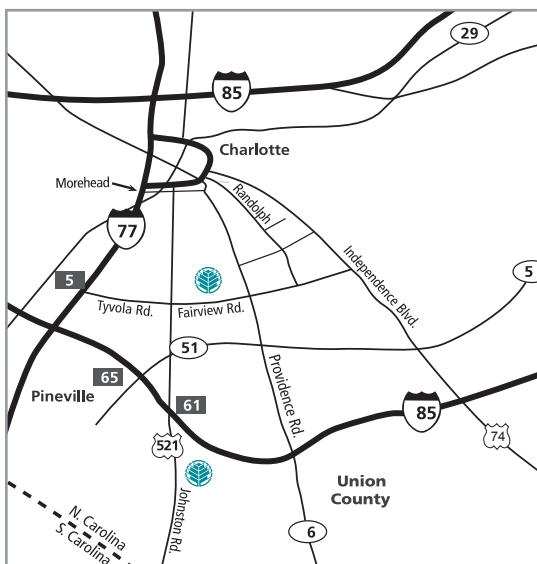 29
85
Charlotte
Morehead
Randolph
77
Independence Blvd.
5
5
Tyvola Rd.
Fairview Rd.
51
65
Providence Rd.
Pineville
61
85
521
74
Johnston Rd.
Union
County
N. Carolina
S. Carolina
6